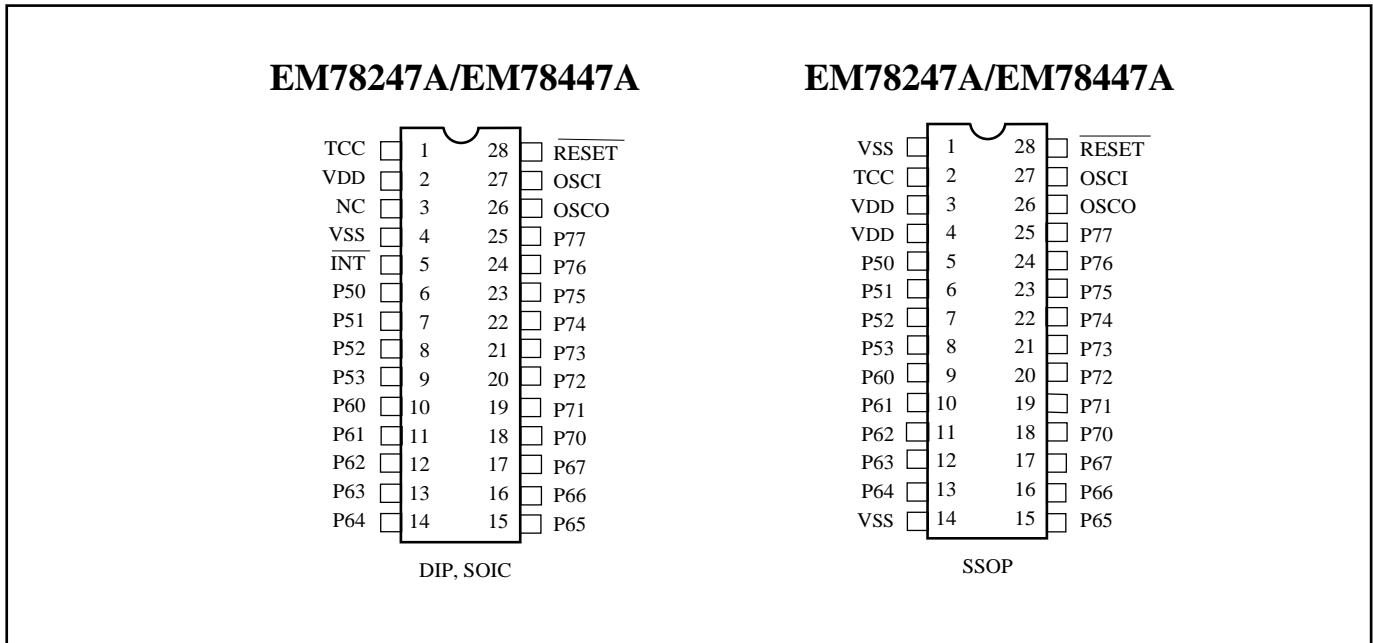 EM78247A/EM78447A
TCC 1 28 RESET
VDD 2 27 OSCI
NC 3 26 OSCO
VSS 4 25 P77
INT 5 24 P76
P50 6 23 P75
P51 7 22 P74
P52 8 21 P73
P53 9 20 P72
P60 10 19 P71
P61 11 18 P70
P62 12 17 P67
P63 13 16 P66
P64 14 15 P65
DIP, SOIC
EM78247A/EM78447A
VSS 1 28 RESET
TCC 2 27 OSCI
VDD 3 26 OSCO
VDD 4 25 P77
P50 5 24 P76
P51 6 23 P75
P52 7 22 P74
P53 8 21 P73
P60 9 20 P72
P61 10 19 P71
P62 11 18 P70
P63 12 17 P67
P64 13 16 P66
VSS 14 15 P65
SSOP